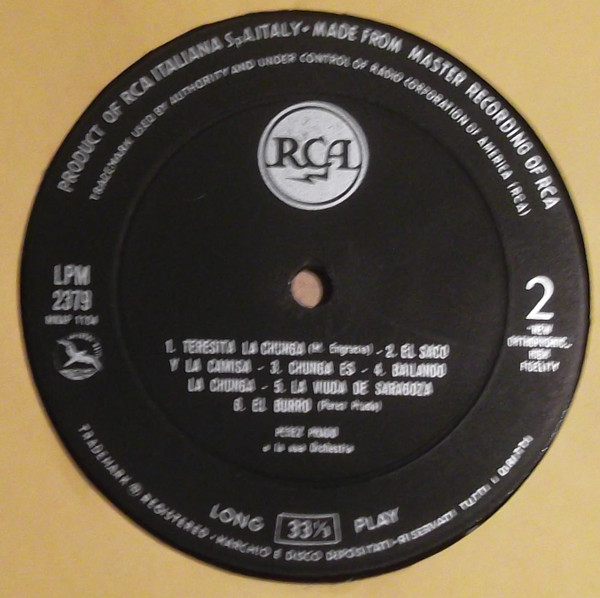 PRODUCT OF RCA ITALIANA S.p.A. ITALY • MADE FROM MASTER RECORDING OF RCA
TRADEMARK USED BY AUTHORITY AND UNDER CONTROL OF RADIO CORPORATION OF AMERICA (RCA)
RCA
LPM
2379
2
"NEW
ORTHOPHONIC"
HIGH
FIDELITY
1. TERESITA LA CHUNGA (M. Engracia) - 2. EL SACO
Y LA CAMISA - 3. CHUNGA ES - 4. BAILANDO
LA CHUNGA - 5. LA VIUDA DE SARAGOZA
6. EL BURRO (Perez Prado)
PEREZ PRADO
e la sua Orchestra
LONG 33⅓ PLAY
TRADEMARK ® REGISTERED - MARCHIO E DISCO DEPOSITATI - RISERVATI TUTTI I DIRITTI